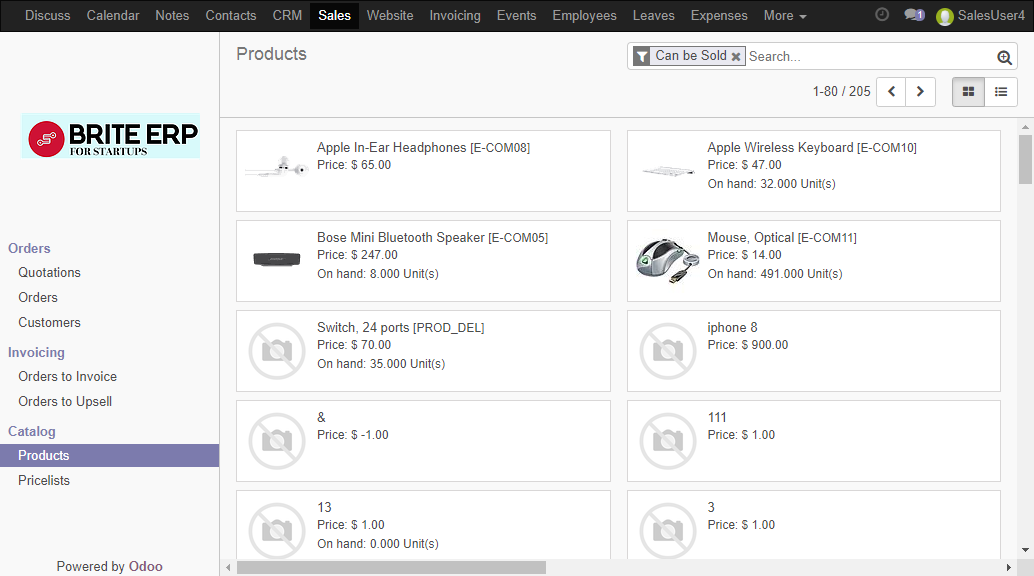 Discuss Calendar Notes Contacts CRM Sales Website Invoicing Events Employees Leaves Expenses More 1 SalesUser4
Products
Can be Sold Search...
1-80 / 205
BRITE ERP
FOR STARTUPS
Orders
Quotations
Orders
Customers
Invoicing
Orders to Invoice
Orders to Upsell
Catalog
Products
Pricelists
Powered by Odoo
Apple In-Ear Headphones [E-COM08]
Price: $ 65.00
Apple Wireless Keyboard [E-COM10]
Price: $ 47.00
On hand: 32.000 Unit(s)
Bose Mini Bluetooth Speaker [E-COM05]
Price: $ 247.00
On hand: 8.000 Unit(s)
Mouse, Optical [E-COM11]
Price: $ 14.00
On hand: 491.000 Unit(s)
Switch, 24 ports [PROD_DEL]
Price: $ 70.00
On hand: 35.000 Unit(s)
iphone 8
Price: $ 900.00
&
Price: $ -1.00
111
Price: $ 1.00
13
Price: $ 1.00
On hand: 0.000 Unit(s)
3
Price: $ 1.00